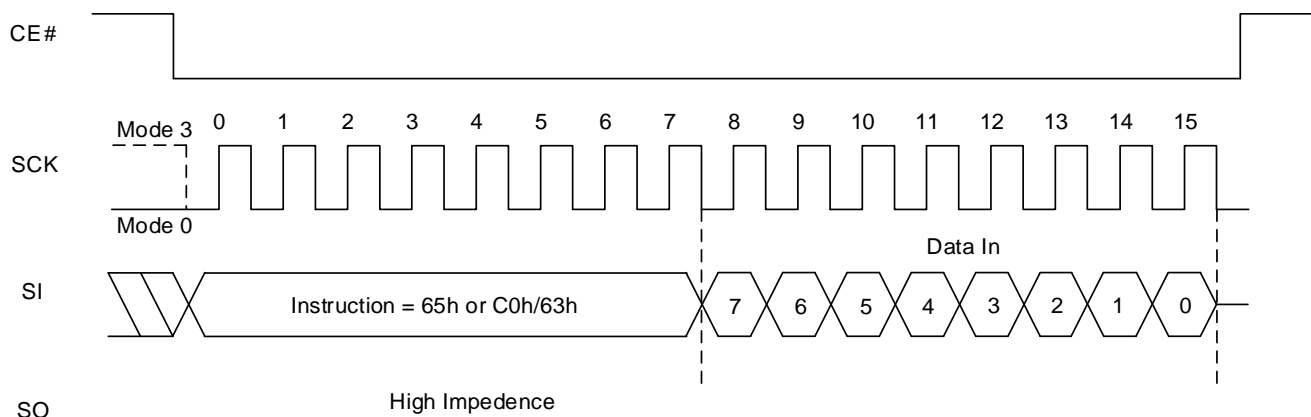 CE#
0 1 2 3 4 5 6 7 8 9 10 11 12 13 14 15
Mode 3
SCK
Mode 0
Data In
SI
Instruction = 65h or C0h/63h
7 6 5 4 3 2 1 0
High Impedence
SO